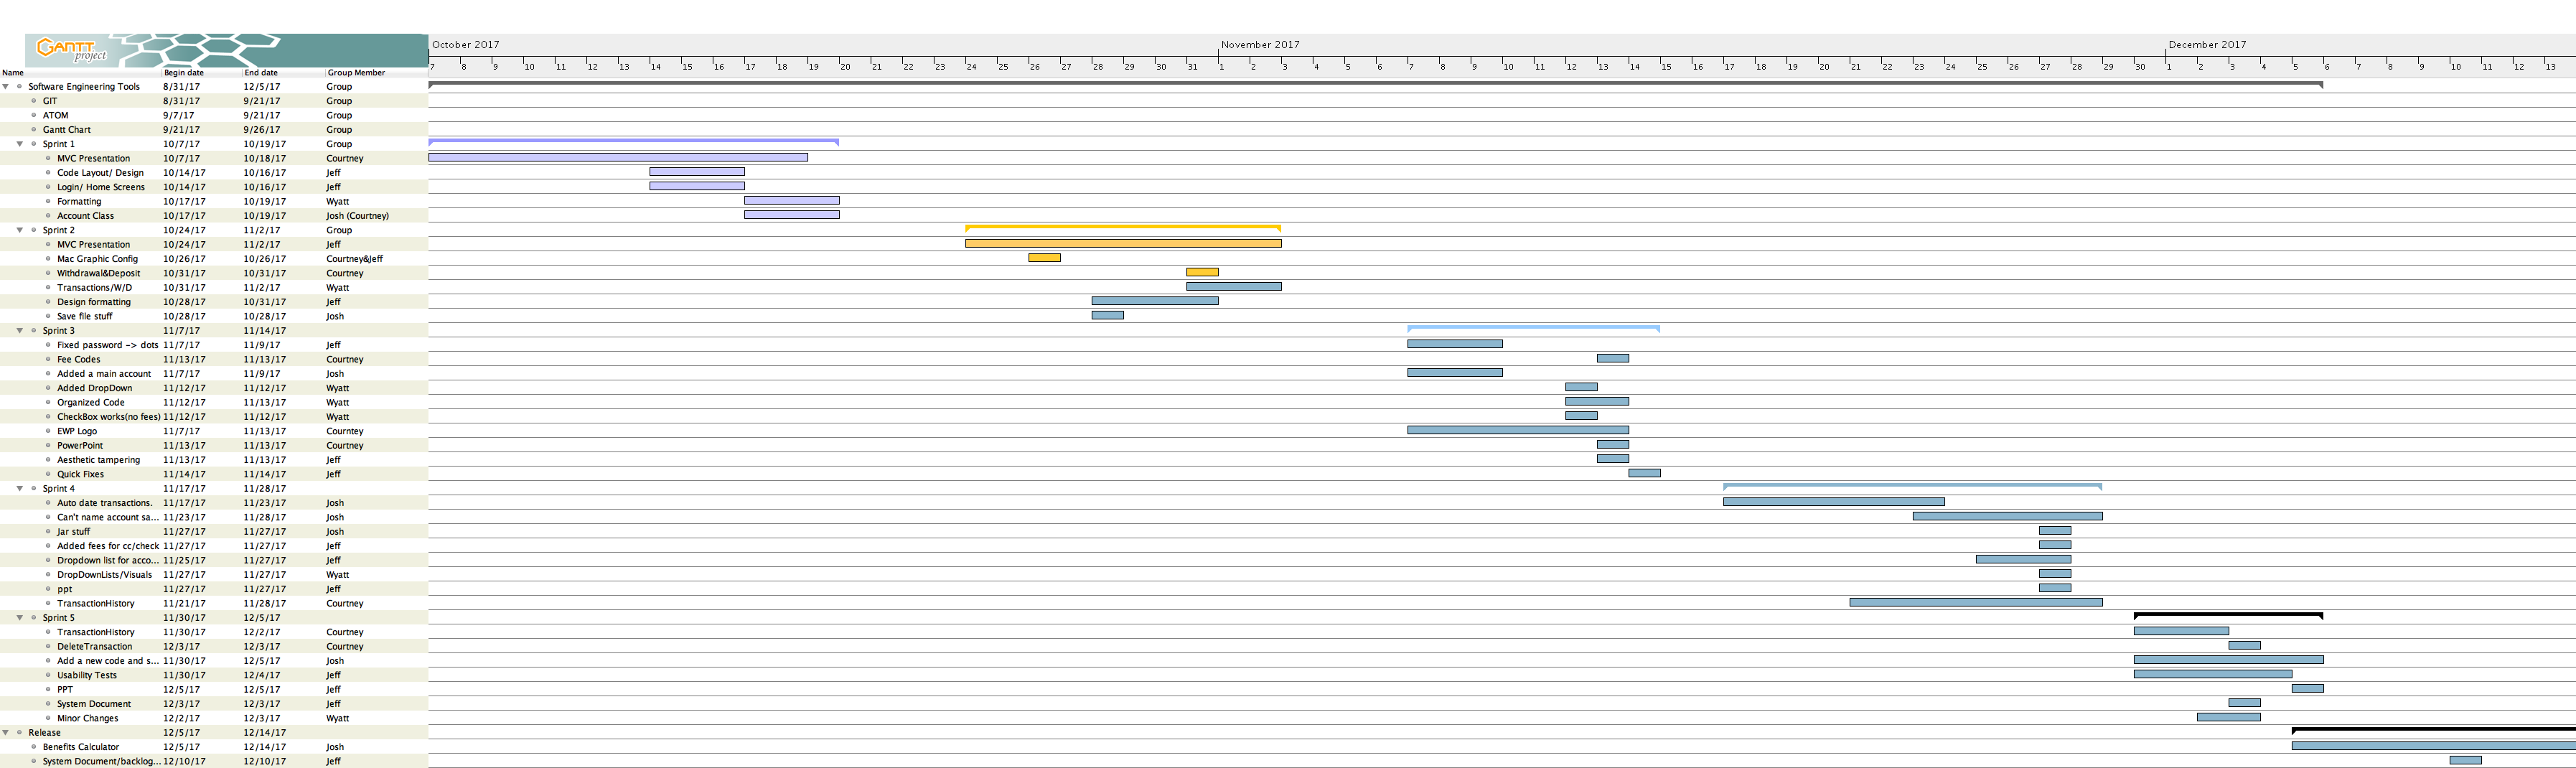 GANTT
project
October 2017 November 2017 December 2017
7 8 9 10 11 12 13 14 15 16 17 18 19 20 21 22 23 24 25 26 27 28 29 30 31 1 2 3 4 5 6 7 8 9 10 11 12 13 14 15 16 17 18 19 20 21 22 23 24 25 26 27 28 29 30 1 2 3 4 5 6 7 8 9 10 11 12 13
Name Begin date End date Group Member
Software Engineering Tools 8/31/17 12/5/17 Group
GIT 8/31/17 9/21/17 Group
ATOM 9/7/17 9/21/17 Group
Gantt Chart 9/21/17 9/26/17 Group
Sprint 1 10/7/17 10/19/17 Group
MVC Presentation 10/7/17 10/18/17 Courtney
Code Layout/ Design 10/14/17 10/16/17 Jeff
Login/ Home Screens 10/14/17 10/16/17 Jeff
Formatting 10/17/17 10/19/17 Wyatt
Account Class 10/17/17 10/19/17 Josh (Courtney)
Sprint 2 10/24/17 11/2/17 Group
MVC Presentation 10/24/17 11/2/17 Jeff
Mac Graphic Config 10/26/17 10/26/17 Courtney&Jeff
Withdrawal&Deposit 10/31/17 10/31/17 Courtney
Transactions/W/D 10/31/17 11/2/17 Wyatt
Design formatting 10/28/17 10/31/17 Jeff
Save file stuff 10/28/17 10/28/17 Josh
Sprint 3 11/7/17 11/14/17
Fixed password -> dots 11/7/17 11/9/17 Jeff
Fee Codes 11/13/17 11/13/17 Courtney
Added a main account 11/7/17 11/9/17 Josh
Added DropDown 11/12/17 11/12/17 Wyatt
Organized Code 11/12/17 11/13/17 Wyatt
CheckBox works(no fees) 11/12/17 11/12/17 Wyatt
EWP Logo 11/7/17 11/13/17 Courntey
PowerPoint 11/13/17 11/13/17 Courtney
Aesthetic tampering 11/13/17 11/13/17 Jeff
Quick Fixes 11/14/17 11/14/17 Jeff
Sprint 4 11/17/17 11/28/17
Auto date transactions. 11/17/17 11/23/17 Josh
Can't name account sa... 11/23/17 11/28/17 Josh
Jar stuff 11/27/17 11/27/17 Josh
Added fees for cc/check 11/27/17 11/27/17 Jeff
Dropdown list for acco... 11/25/17 11/27/17 Jeff
DropDownLists/Visuals 11/27/17 11/27/17 Wyatt
ppt 11/27/17 11/27/17 Jeff
TransactionHistory 11/21/17 11/28/17 Courtney
Sprint 5 11/30/17 12/5/17
TransactionHistory 11/30/17 12/2/17 Courtney
DeleteTransaction 12/3/17 12/3/17 Courtney
Add a new code and s... 11/30/17 12/5/17 Josh
Usability Tests 11/30/17 12/4/17 Jeff
PPT 12/5/17 12/5/17 Jeff
System Document 12/3/17 12/3/17 Jeff
Minor Changes 12/2/17 12/3/17 Wyatt
Release 12/5/17 12/14/17
Benefits Calculator 12/5/17 12/14/17 Josh
System Document/backlog... 12/10/17 12/10/17 Jeff